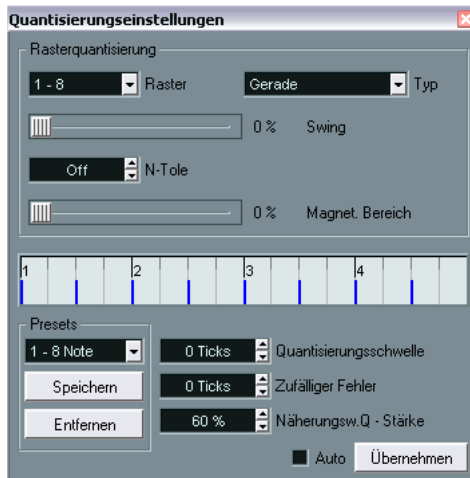 Quantisierungseinstellungen
Rasterquantisierung
1 - 8 Raster Gerade Typ
0 % Swing
Off N-Tole
0 % Magnet. Bereich
1 2 3 4
Presets
1 - 8 Note 0 Ticks Quantisierungsschwelle
Speichern 0 Ticks Zufälliger Fehler
Entfernen 60 % Näherungsw.Q - Stärke
Auto Übernehmen